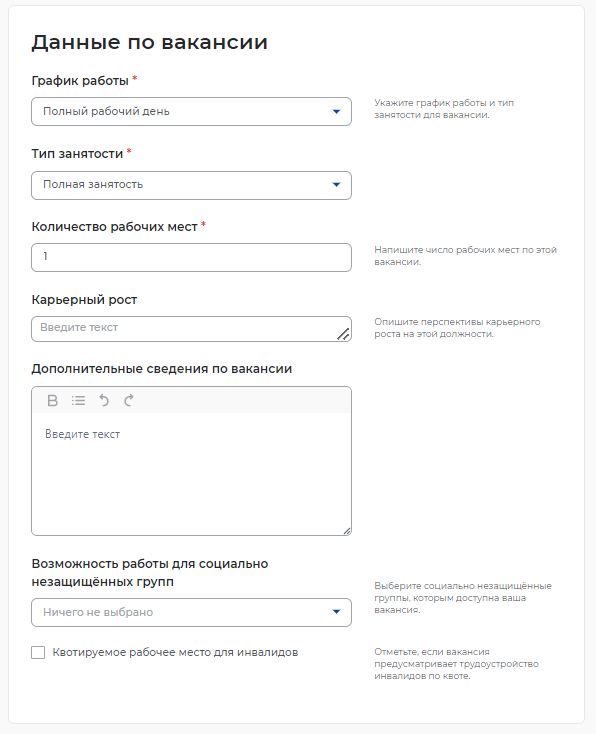 Данные по вакансии
График работы *
Полный рабочий день
Укажите график работы и тип
занятости для вакансии.
Тип занятости *
Полная занятость
Количество рабочих мест *
1
Напишите число рабочих мест по этой
вакансии.
Карьерный рост
Введите текст
Опишите перспективы карьерного
роста на этой должности.
Дополнительные сведения по вакансии
B
Введите текст
Возможность работы для социально
незащищённых групп
Ничего не выбрано
Выберите социально незащищённые
группы, которым доступна ваша
вакансия.
Квотируемое рабочее место для инвалидов
Отметьте, если вакансия
предусматривает трудоустройство
инвалидов по квоте.